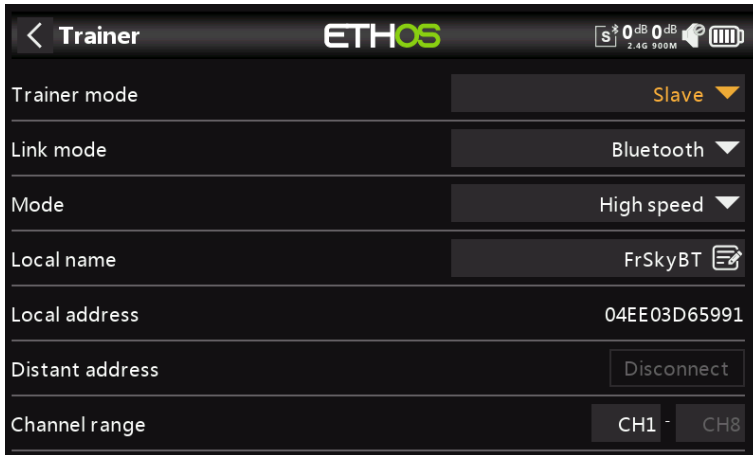 Trainer ETHOS S 0dB 0dB
2.4G 900M
Trainer mode Slave
Link mode Bluetooth
Mode High speed
Local name FrSkyBT
Local address 04EE03D65991
Distant address Disconnect
Channel range CH1 - CH8